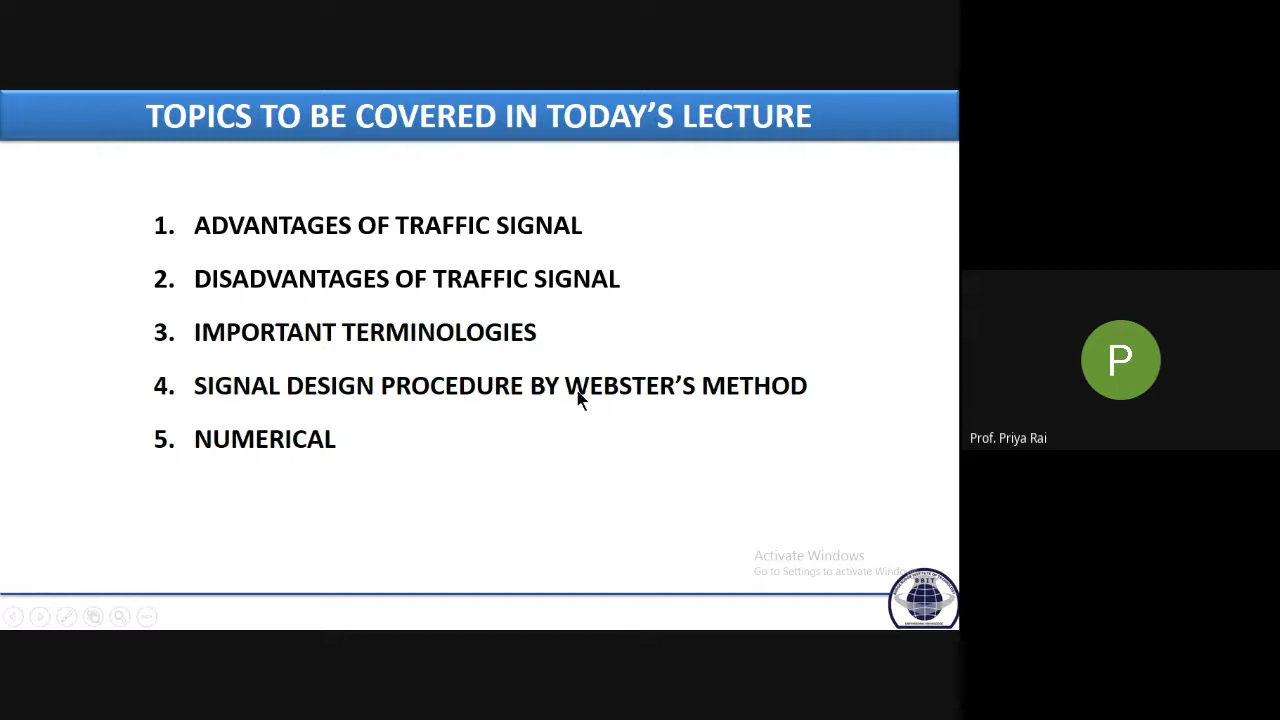 TOPICS TO BE COVERED IN TODAY'S LECTURE
1. ADVANTAGES OF TRAFFIC SIGNAL
2. DISADVANTAGES OF TRAFFIC SIGNAL
3. IMPORTANT TERMINOLOGIES
4. SIGNAL DESIGN PROCEDURE BY WEBSTER'S METHOD
5. NUMERICAL
P
Prof. Priya Rai
Activate Windows
Go to Settings to activate
BBIT